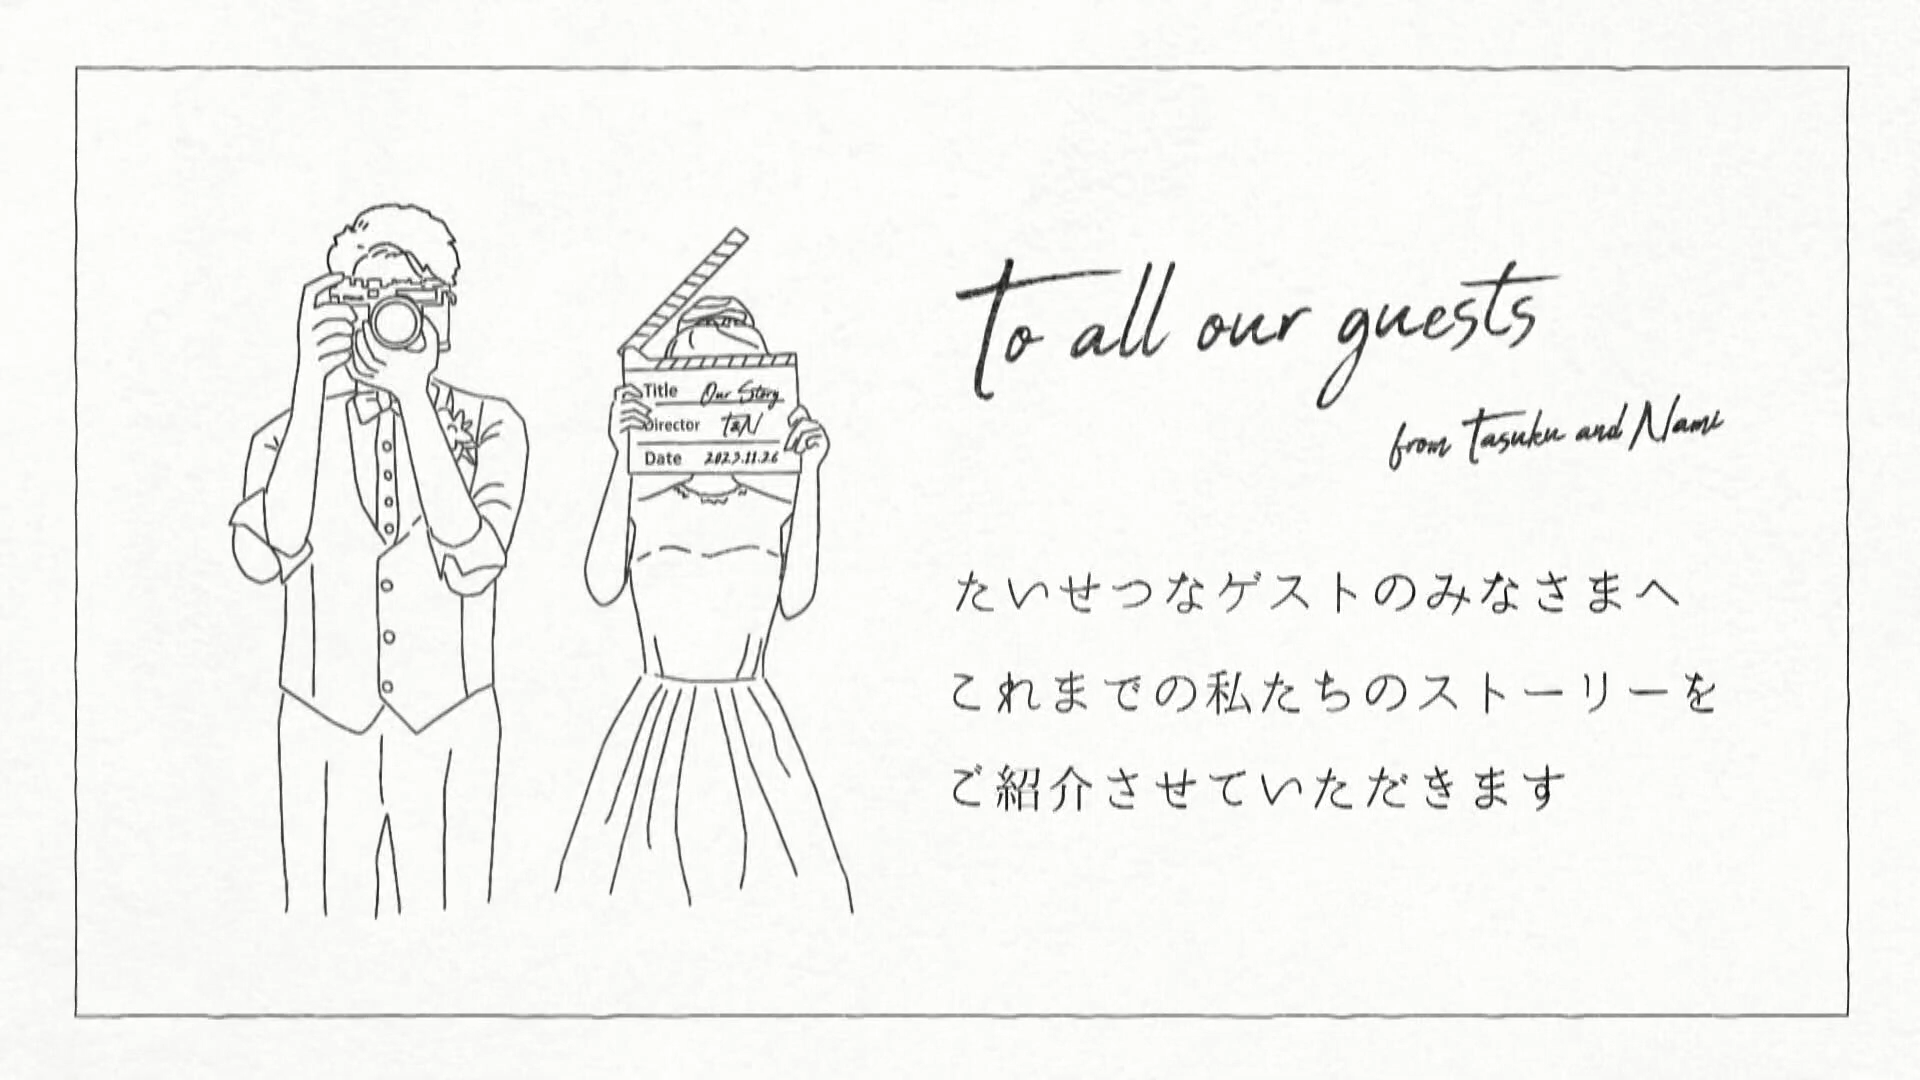 Title Our Story
Director T&N
Date 2023.11.26
To all our guests
from Tasuku and Nami
たいせつなゲストのみなさまへ
これまでの私たちのストーリーを
ご紹介させていただきます